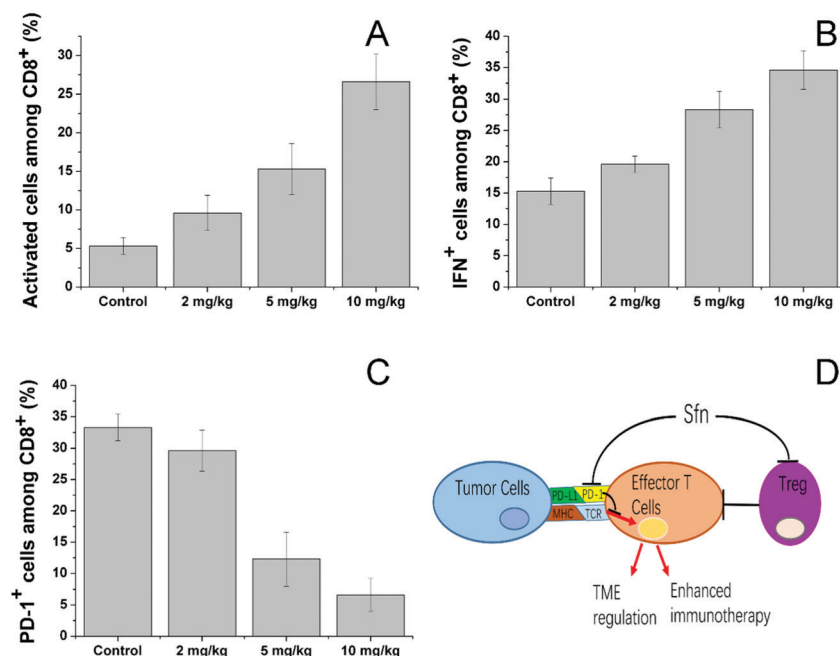 A
Activated cells among CD8⁺ (%)
30
25
20
15
10
5
0
Control 2 mg/kg 5 mg/kg 10 mg/kg
B
IFN⁺ cells among CD8⁺ (%)
40
35
30
25
20
15
10
5
0
Control 2 mg/kg 5 mg/kg 10 mg/kg
C
PD-1⁺ cells among CD8⁺ (%)
40
35
30
25
20
15
10
5
0
Control 2 mg/kg 5 mg/kg 10 mg/kg
D
Sfn
Tumor Cells
PD-L1 PD-1
MHC TCR
Effector T
Cells
Treg
TME
regulation
Enhanced
immunotherapy